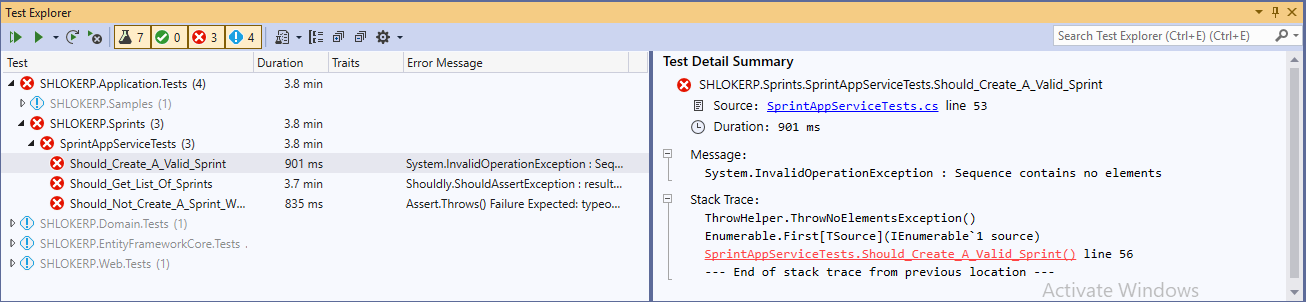 Test Explorer
7 0 3 4
Search Test Explorer (Ctrl+E) (Ctrl+E)
Test Duration Traits Error Message
SHLOKERP.Application.Tests (4) 3.8 min
SHLOKERP.Samples (1)
SHLOKERP.Sprints (3) 3.8 min
SprintAppServiceTests (3) 3.8 min
Should_Create_A_Valid_Sprint 901 ms System.InvalidOperationException : Seq...
Should_Get_List_Of_Sprints 3.7 min Shouldly.ShouldAssertException : result...
Should_Not_Create_A_Sprint_W... 835 ms Assert.Throws() Failure Expected: typeo...
SHLOKERP.Domain.Tests (1)
SHLOKERP.EntityFrameworkCore.Tests .
SHLOKERP.Web.Tests (1)
Test Detail Summary
SHLOKERP.Sprints.SprintAppServiceTests.Should_Create_A_Valid_Sprint
Source: SprintAppServiceTests.cs line 53
Duration: 901 ms
Message:
System.InvalidOperationException : Sequence contains no elements
Stack Trace:
ThrowHelper.ThrowNoElementsException()
Enumerable.First[TSource](IEnumerable`1 source)
SprintAppServiceTests.Should_Create_A_Valid_Sprint() line 56
--- End of stack trace from previous location ---
Activate Windows